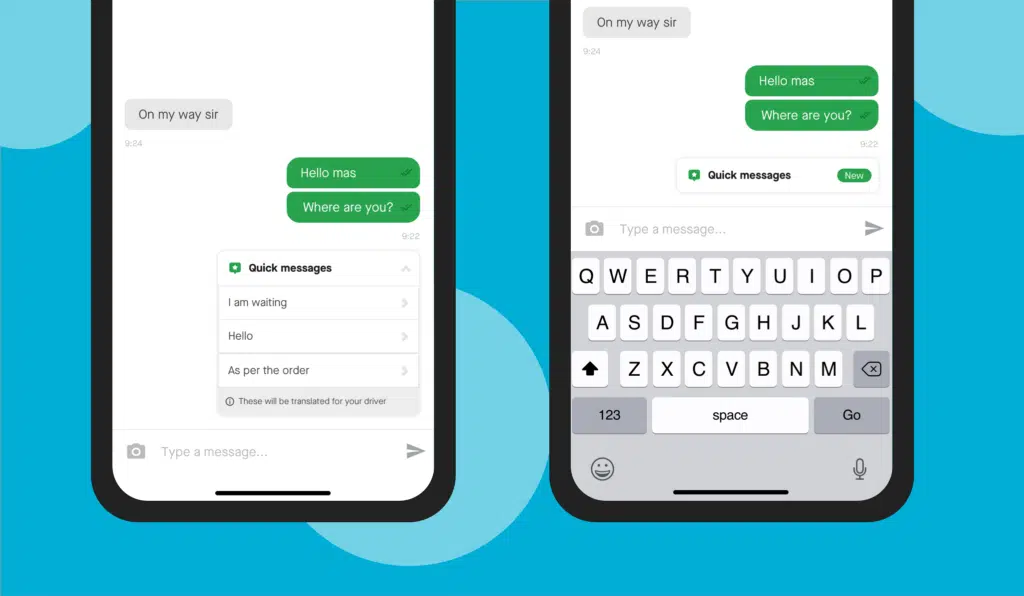 On my way sir
9:24
Hello mas
Where are you?
9:22
Quick messages
I am waiting
Hello
As per the order
These will be translated for your driver
Type a message...
On my way sir
9:24
Hello mas
Where are you?
9:22
Quick messages New
Type a message...
Q W E R T Y U I O P
A S D F G H J K L
Z X C V B N M
123 space Go